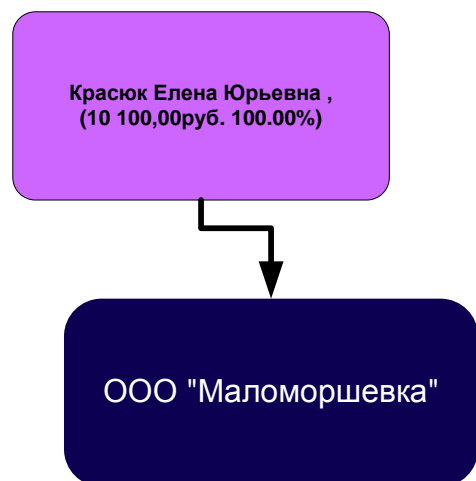 Красюк Елена Юрьевна ,
(10 100,00руб. 100.00%)
ООО "Маломоршевка"